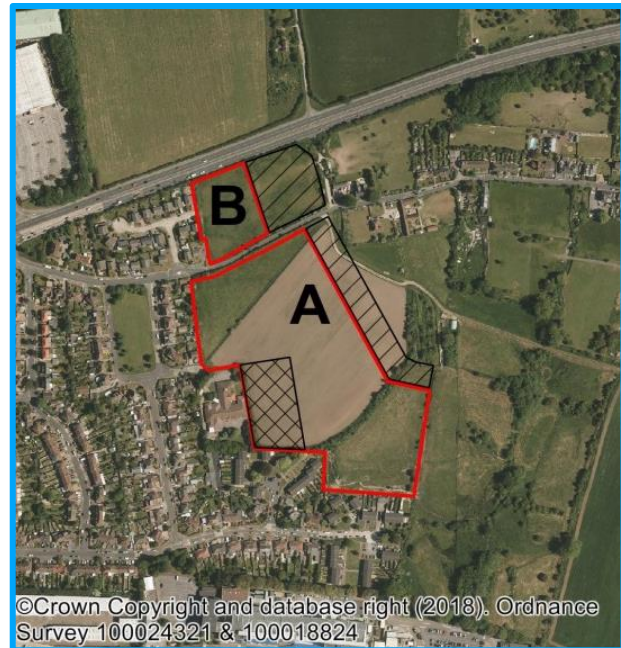 B
A
©Crown Copyright and database right (2018). Ordnance
Survey 100024321 & 100018824